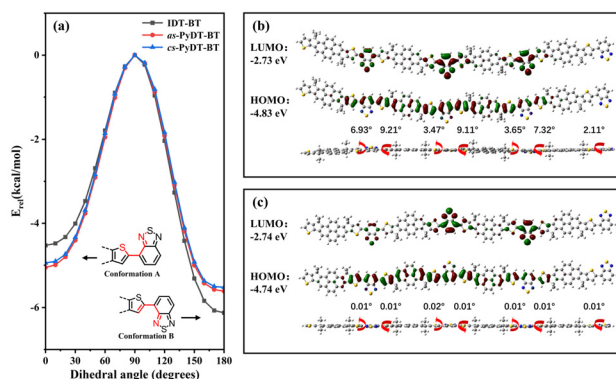 (a)
IDT-BT
as-PyDT-BT
cs-PyDT-BT
E_rel(kcal/mol)
0
-2
-4
-6
S
N
S
N
Conformation A
S
N
S
N
Conformation B
0 30 60 90 120 150 180
Dihedral angle (degrees)
(b)
LUMO:
-2.73 eV
HOMO:
-4.83 eV
6.93° 9.21° 3.47° 9.11° 3.65° 7.32° 2.11°
(c)
LUMO:
-2.74 eV
HOMO:
-4.74 eV
0.01° 0.01° 0.02° 0.01° 0.01° 0.01° 0.01°